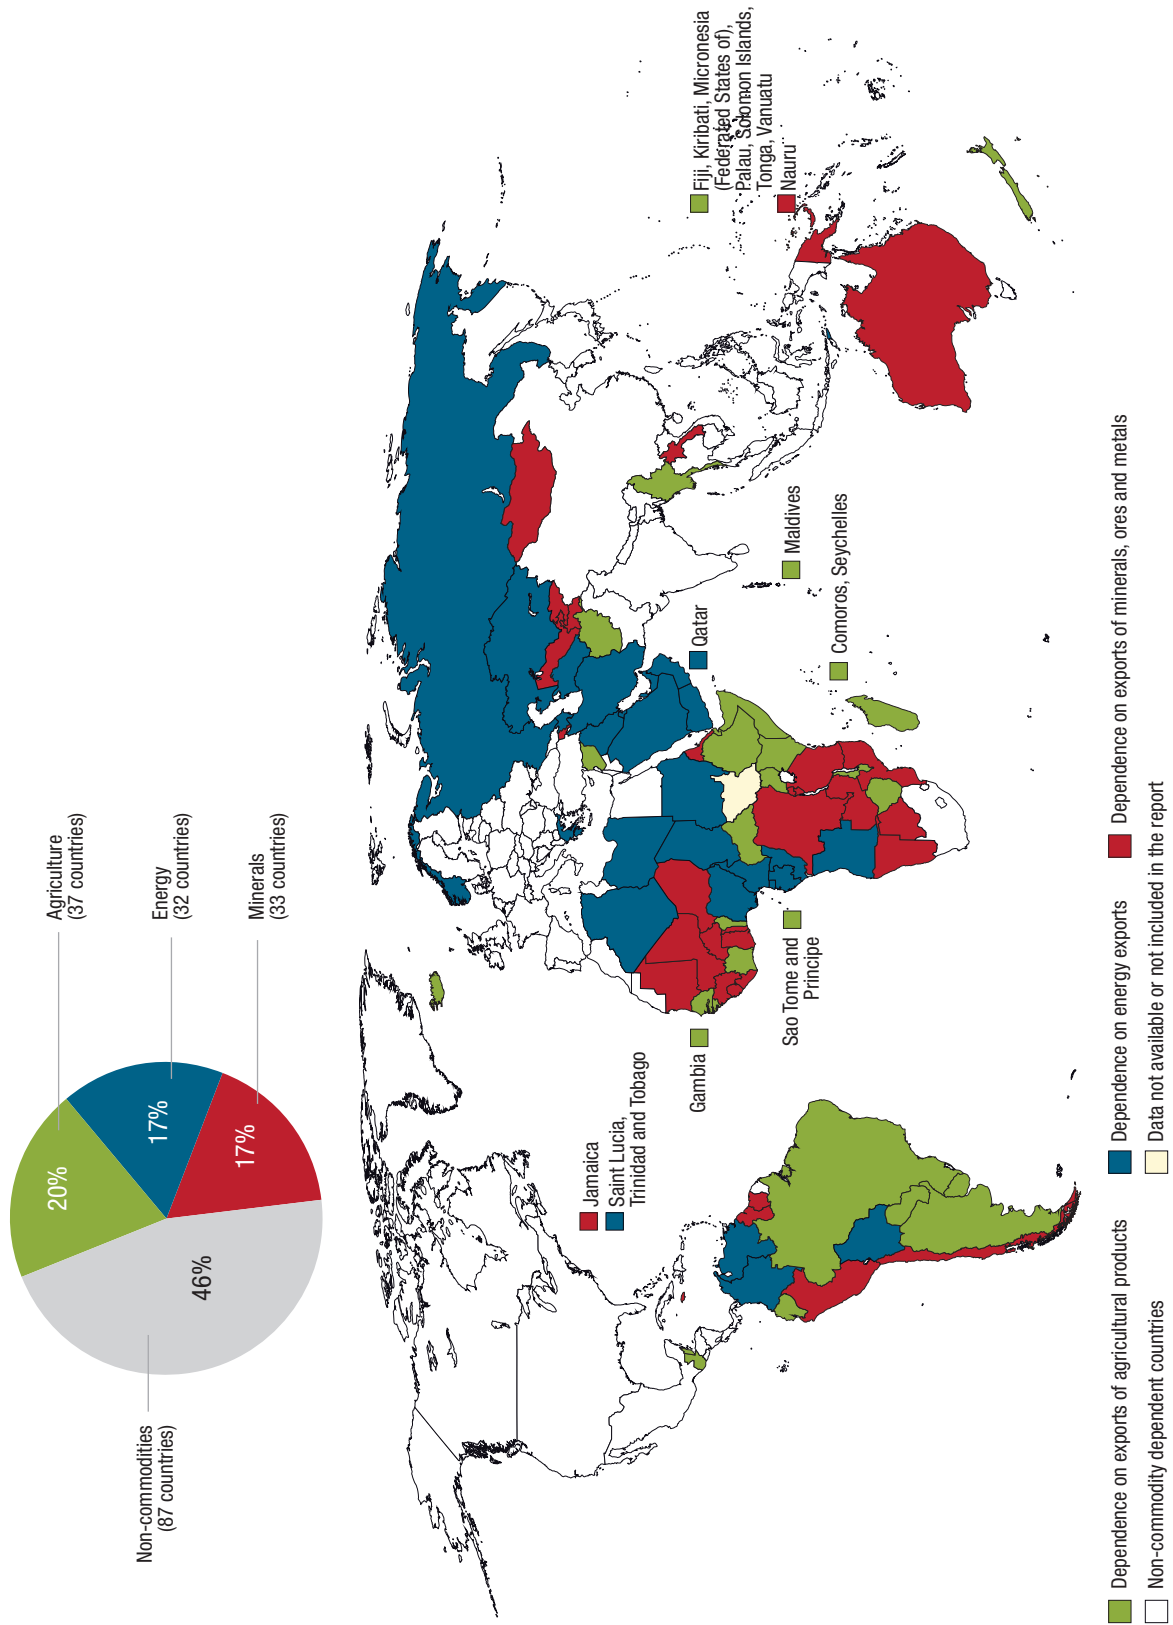 Agriculture
(37 countries)
Energy
(32 countries)
Minerals
(33 countries)
Non-commodities
(87 countries)
20%
17%
17%
46%
Jamaica
Saint Lucia,
Trinidad and Tobago
Gambia
Sao Tome and
Principe
Qatar
Maldives
Comoros, Seychelles
Fiji, Kiribati, Micronesia
(Federated States of),
Palau, Solomon Islands,
Tonga, Vanuatu
Nauru
Dependence on exports of agricultural products
Dependence on energy exports
Dependence on exports of minerals, ores and metals
Non-commodity dependent countries
Data not available or not included in the report